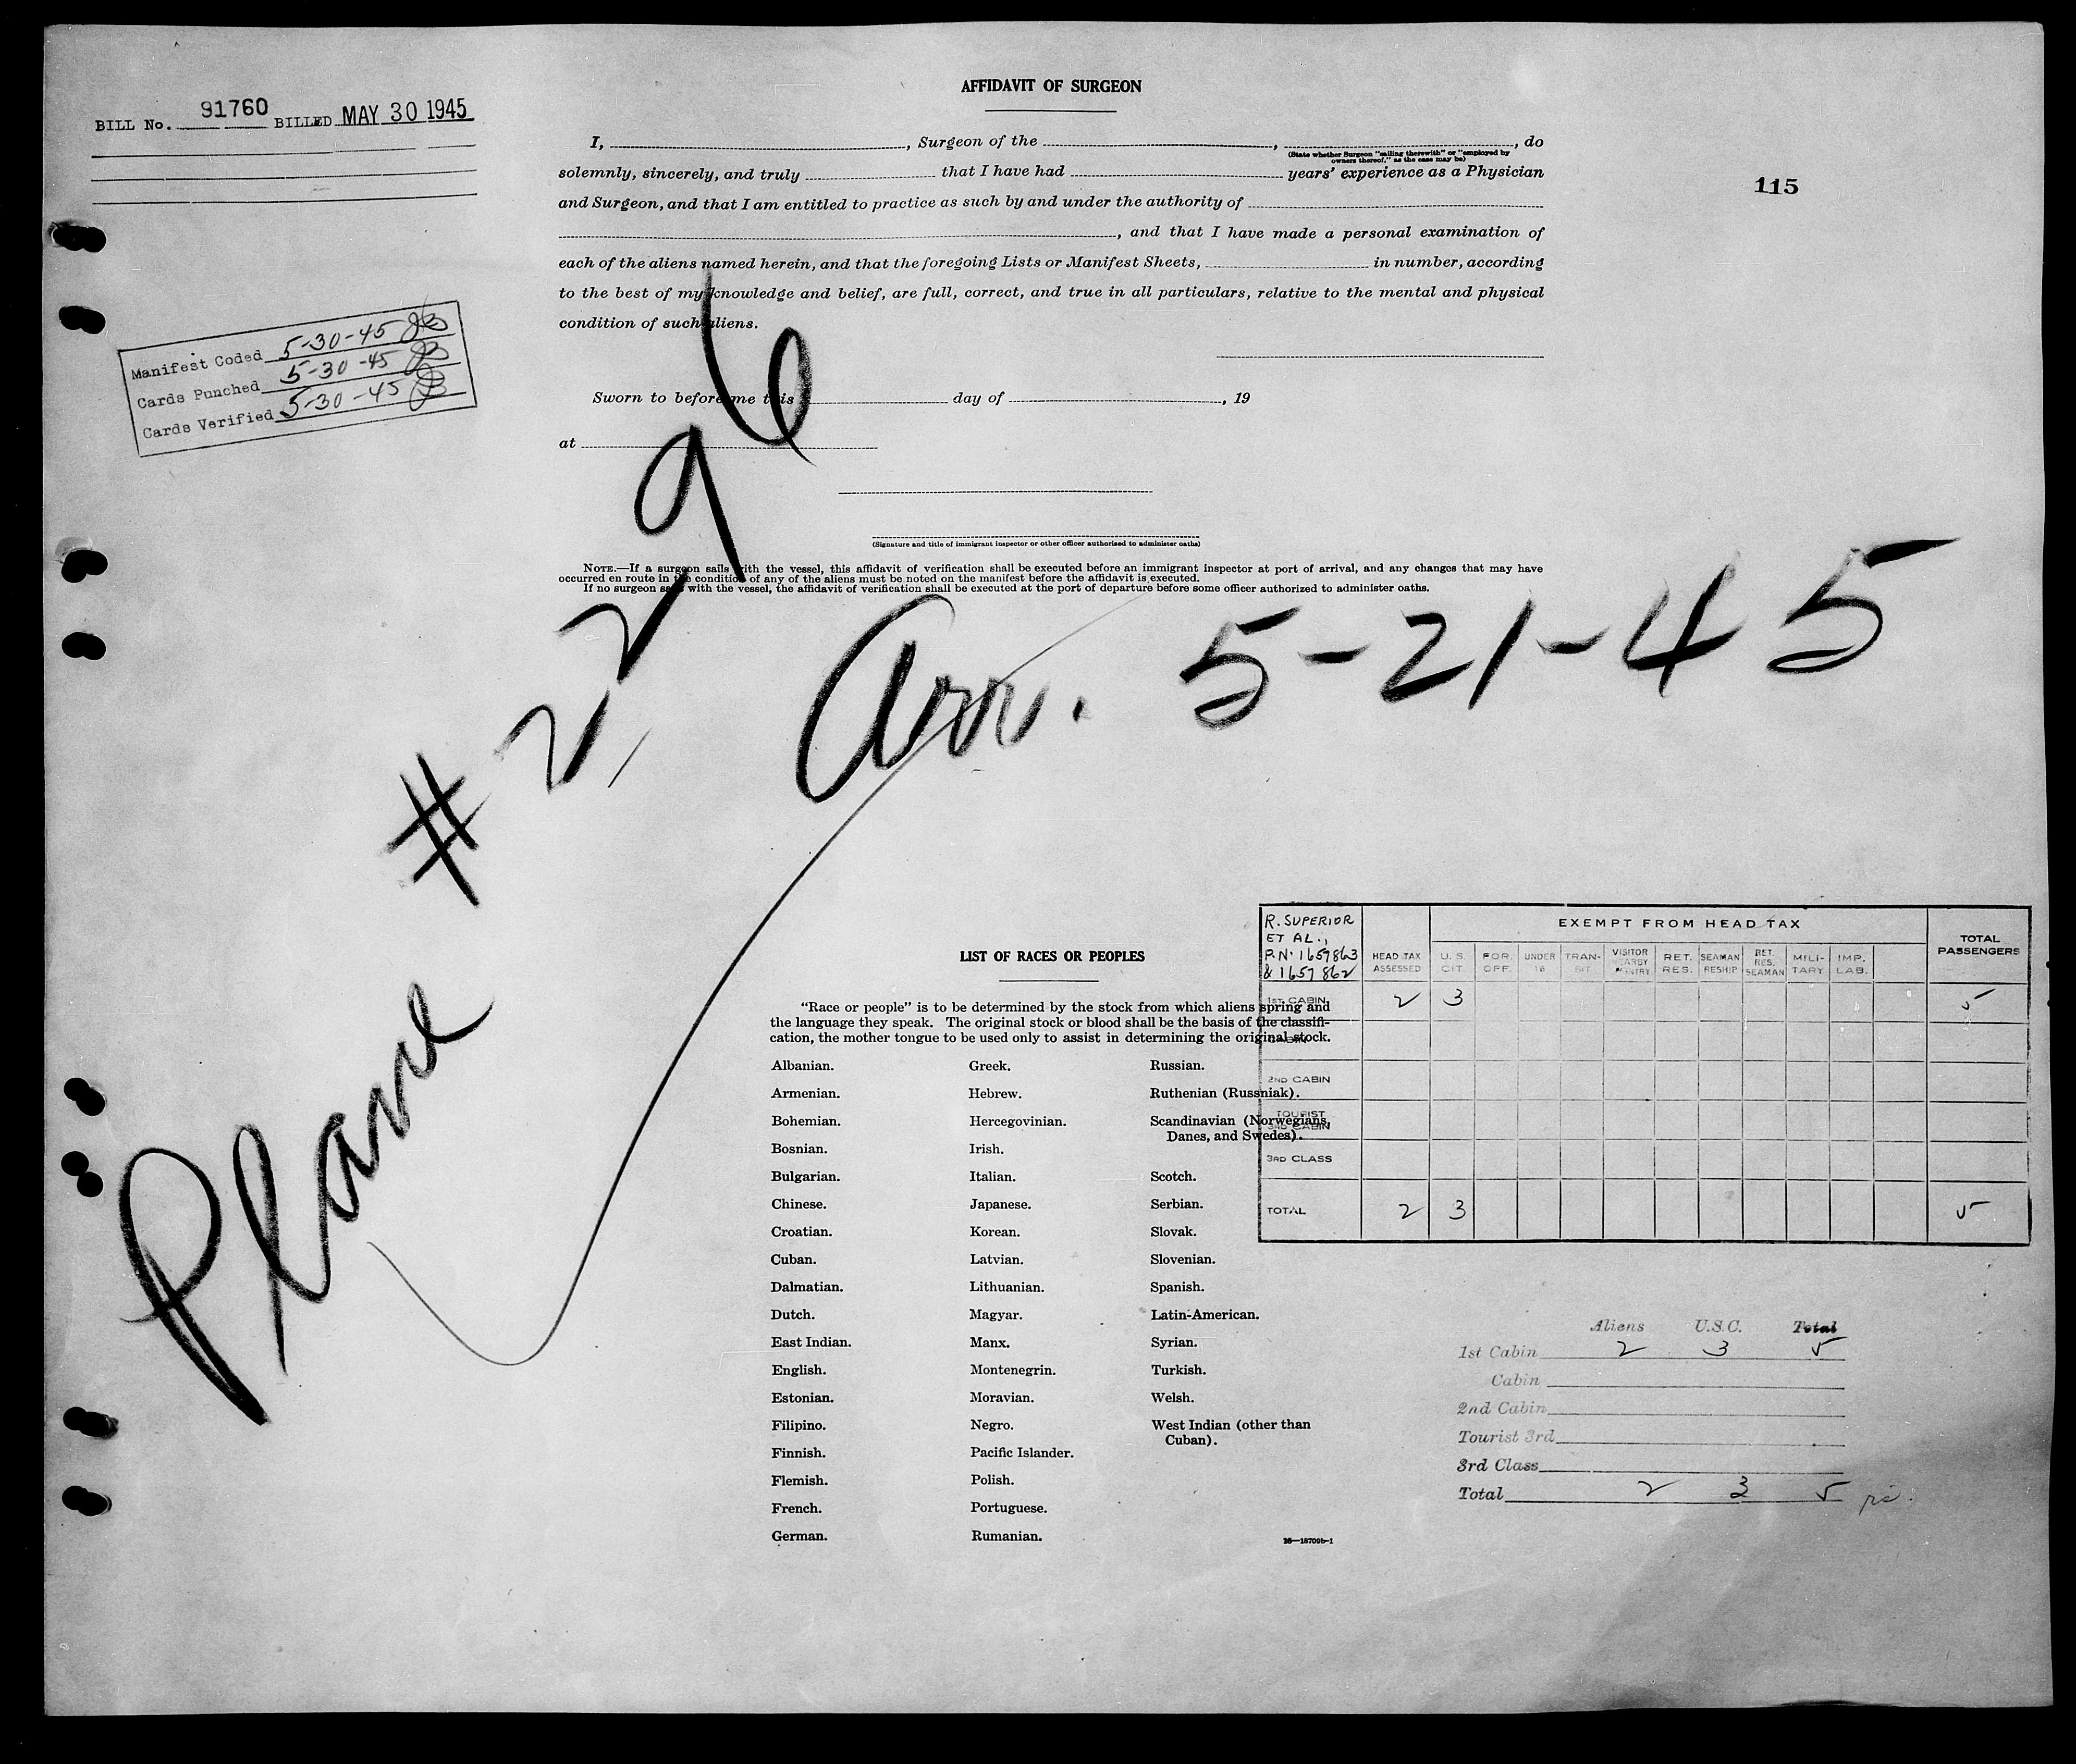 BILL No. 91760 BILLED MAY 30 1945
AFFIDAVIT OF SURGEON
I, , Surgeon of the , , do
(State whether Surgeon "sailing therewith" or "employed by
owners thereof," as the case may be)
solemnly, sincerely, and truly that I have had years' experience as a Physician
and Surgeon, and that I am entitled to practice as such by and under the authority of
, and that I have made a personal examination of
each of the aliens named herein, and that the foregoing Lists or Manifest Sheets, in number, according
to the best of my knowledge and belief, are full, correct, and true in all particulars, relative to the mental and physical
condition of such aliens.
115
Manifest Coded 5-30-45
Cards Punched 5-30-45
Cards Verified 5-30-45
Sworn to before me this day of , 19
at
(Signature and title of immigrant inspector or other officer authorized to administer oaths)
NOTE.—If a surgeon sails with the vessel, this affidavit of verification shall be executed before an immigrant inspector at port of arrival, and any changes that may have
occurred en route in the condition of any of the aliens must be noted on the manifest before the affidavit is executed.
If no surgeon sails with the vessel, the affidavit of verification shall be executed at the port of departure before some officer authorized to administer oaths.
Plane # 2,296
Arr. 5-21-45
LIST OF RACES OR PEOPLES
"Race or people" is to be determined by the stock from which aliens spring and
the language they speak. The original stock or blood shall be the basis of the classifi-
cation, the mother tongue to be used only to assist in determining the original stock.
Albanian. Greek. Russian.
Armenian. Hebrew. Ruthenian (Russniak).
Bohemian. Hercegovinian. Scandinavian (Norwegians,
Danes, and Swedes).
Bosnian. Irish.
Bulgarian. Italian. Scotch.
Chinese. Japanese. Serbian.
Croatian. Korean. Slovak.
Cuban. Latvian. Slovenian.
Dalmatian. Lithuanian. Spanish.
Dutch. Magyar. Latin-American.
East Indian. Manx. Syrian.
English. Montenegrin. Turkish.
Estonian. Moravian. Welsh.
Filipino. Negro. West Indian (other than
Cuban).
Finnish. Pacific Islander.
Flemish. Polish.
French. Portuguese.
German. Rumanian.
16—18709b-1
R. SUPERIOR
ET AL.,
P.N. 1657863
& 1657862
HEAD TAX ASSESSED
EXEMPT FROM HEAD TAX
U. S. CIT. FOR. OFF. UNDER 16 TRAN-SIT. VISITOR NEARBY COUNTRY RET. RES. SEAMAN RESHIP RET. RES. SEAMAN MILI-TARY IMP. LAB.
TOTAL PASSENGERS
1ST CABIN 2 3 5
CABIN
2ND CABIN
TOURIST
3RD CABIN
3RD CLASS
TOTAL 2 3 5
Aliens U.S.C. Total
1st Cabin 2 3 5
Cabin
2nd Cabin
Tourist 3rd
3rd Class
Total 2 3 5